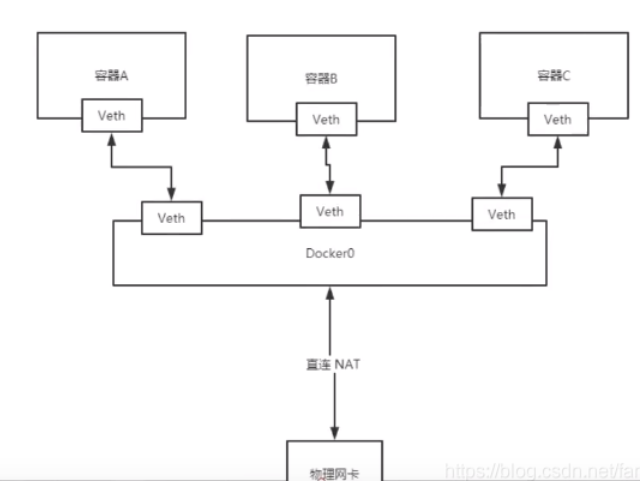 容器A
容器B
容器C
Veth
Veth
Veth
Veth
Veth
Veth
Docker0
直连 NAT
物理网卡
https://blog.csdn.net/fan